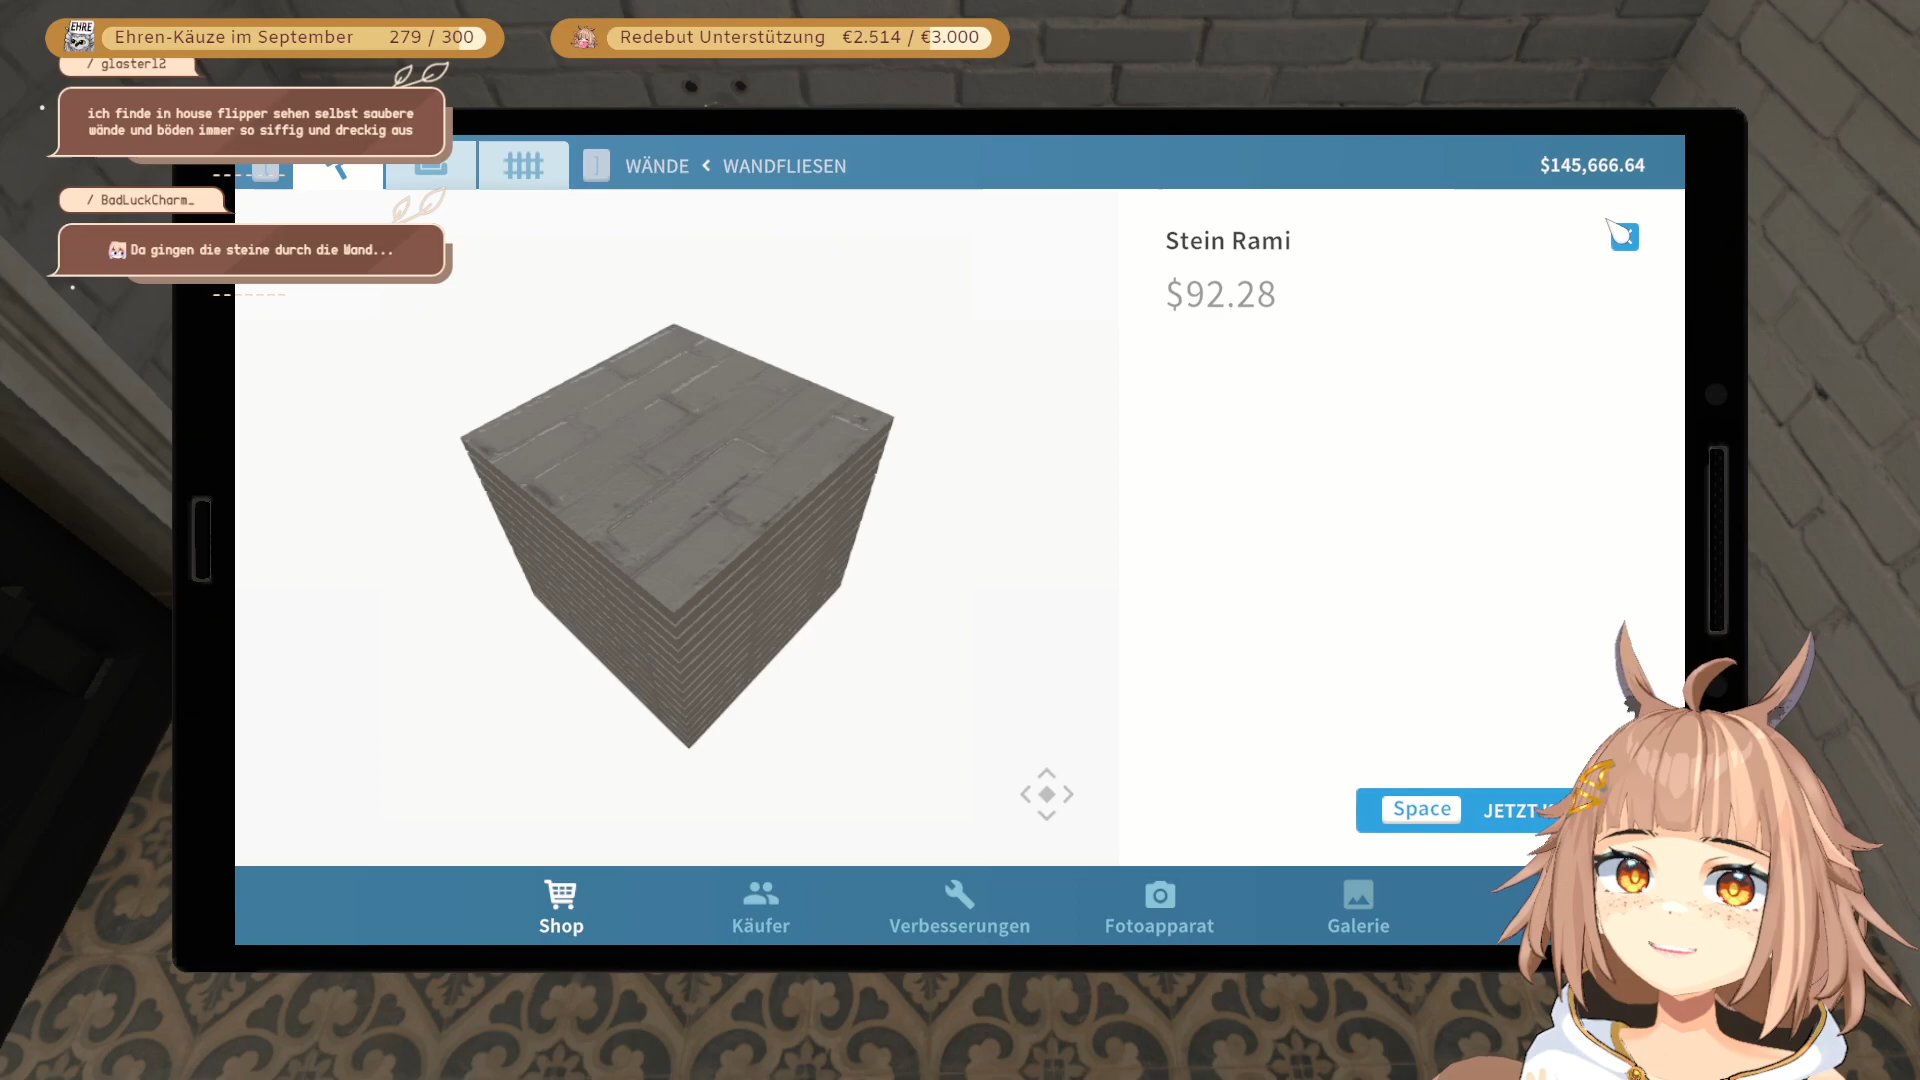 EHRE
Ehren-Käuze im September 279 / 300
Redebut Unterstützung €2.514 / €3.000
/ glaster12
ich finde in house flipper sehen selbst saubere
wände und böden immer so siffig und dreckig aus
/ BadLuckCharm_
Da gingen die steine durch die Wand...
[
] WÄNDE < WANDFLIESEN
$145,666.64
Stein Rami
$92.28
Space JETZT
Shop
Käufer
Verbesserungen
Fotoapparat
Galerie